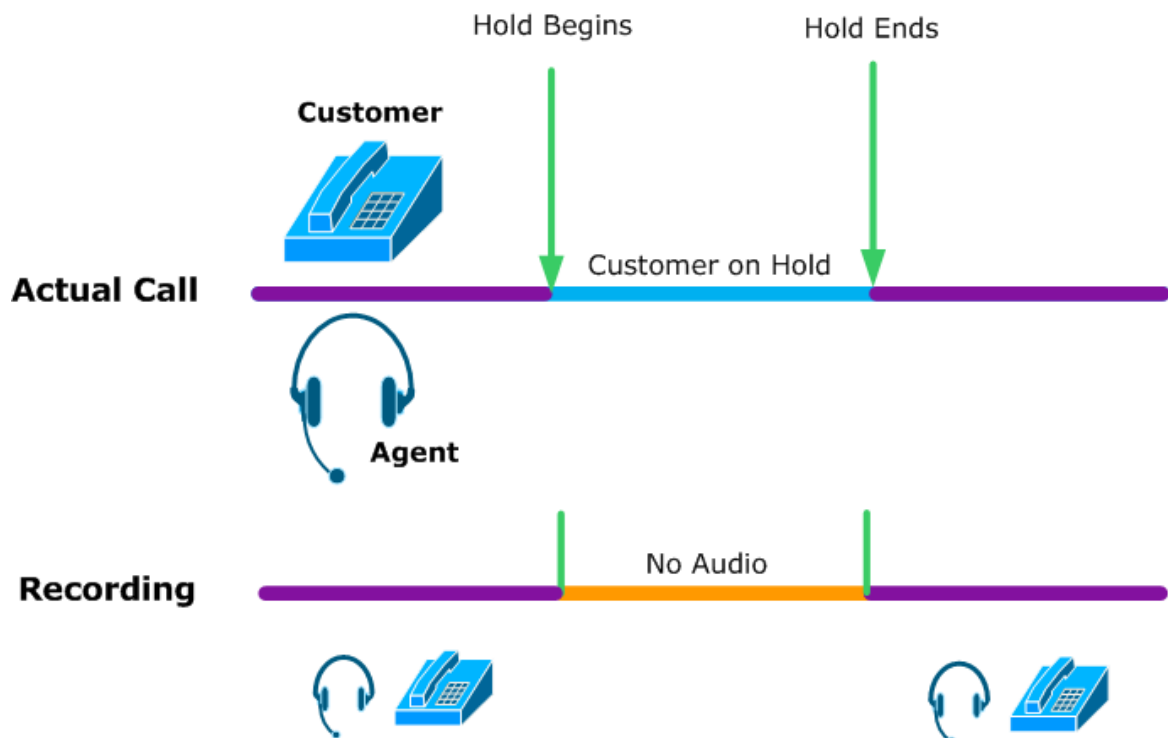 Hold Begins
Hold Ends
Customer
Customer on Hold
Actual Call
Agent
No Audio
Recording